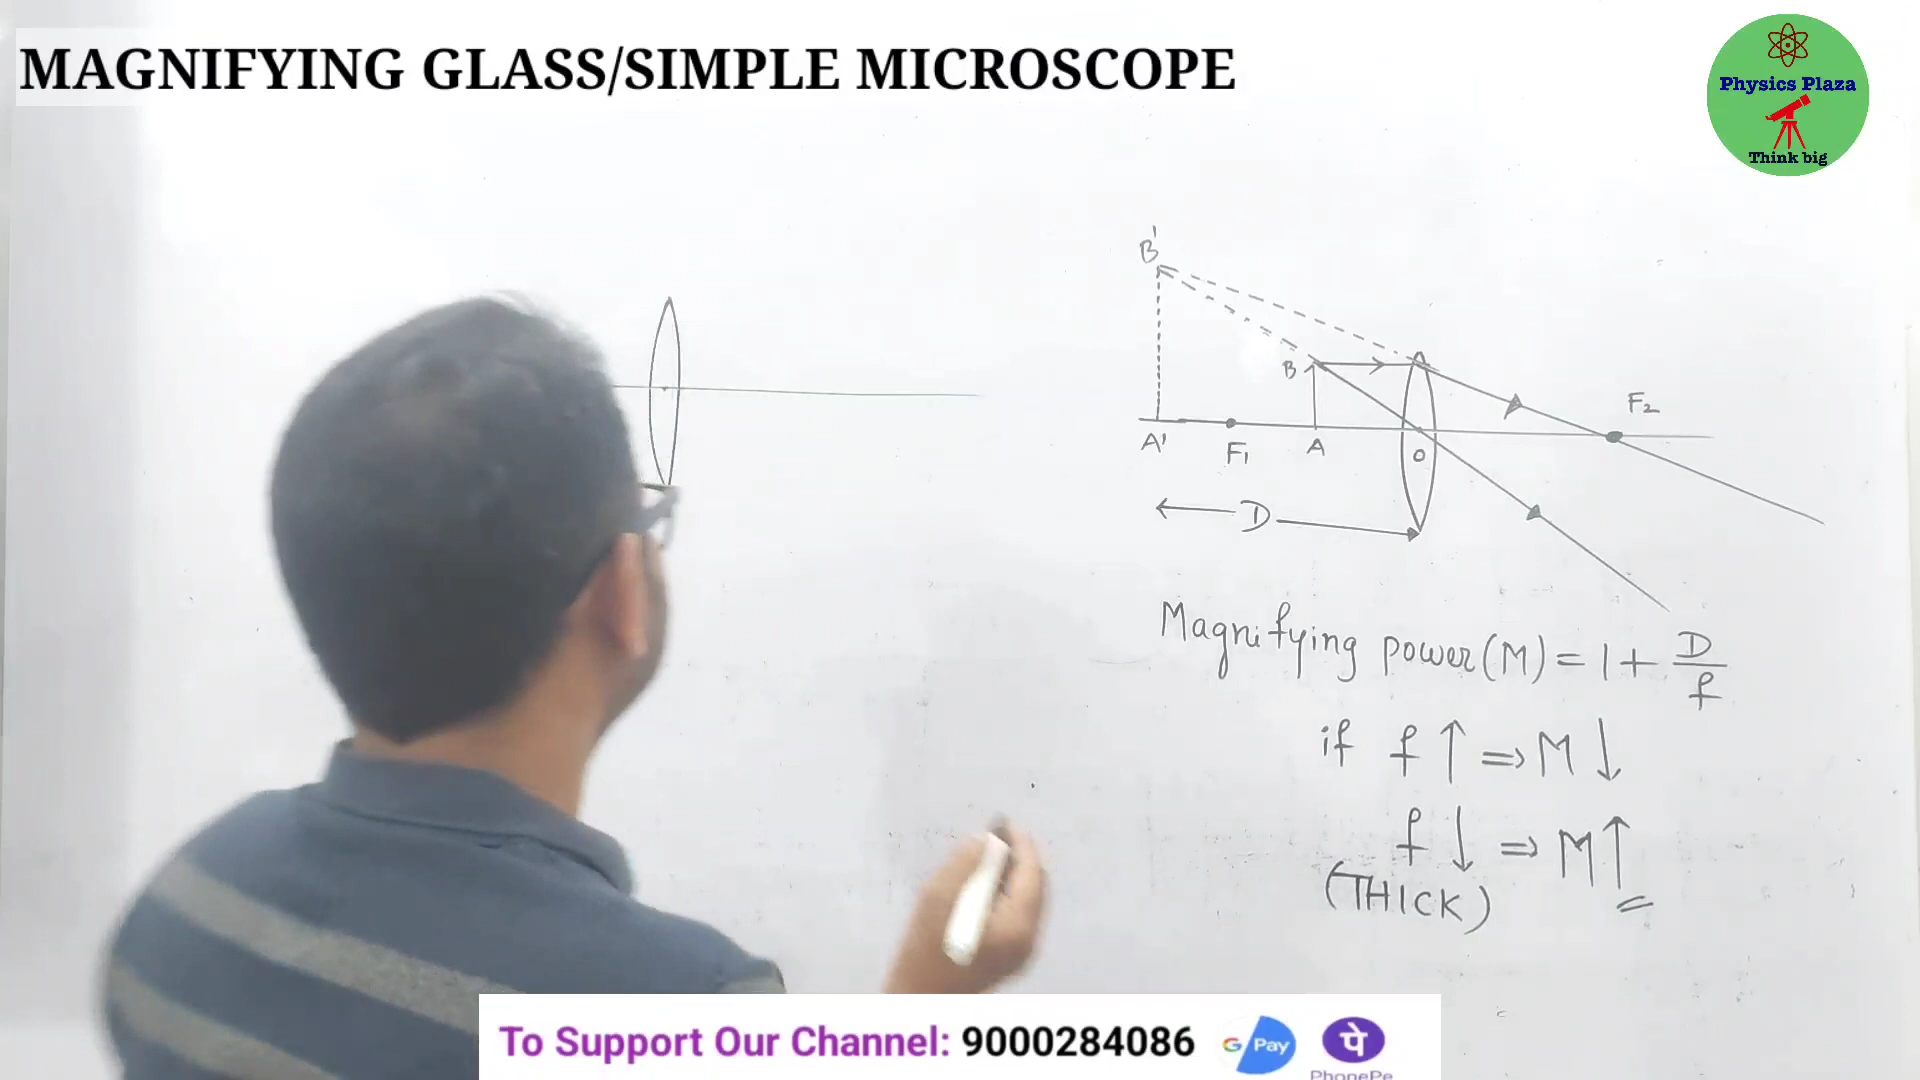 MAGNIFYING GLASS/SIMPLE MICROSCOPE
Physics Plaza
Think big
B'
B
F₂
A'
F₁
A
O
D
Magnifying power(M) = 1 + D/f
if f ↑ ⇒ M ↓
f ↓ ⇒ M ↑
(THICK)
To Support Our Channel: 9000284086
G Pay
पे
PhonePe